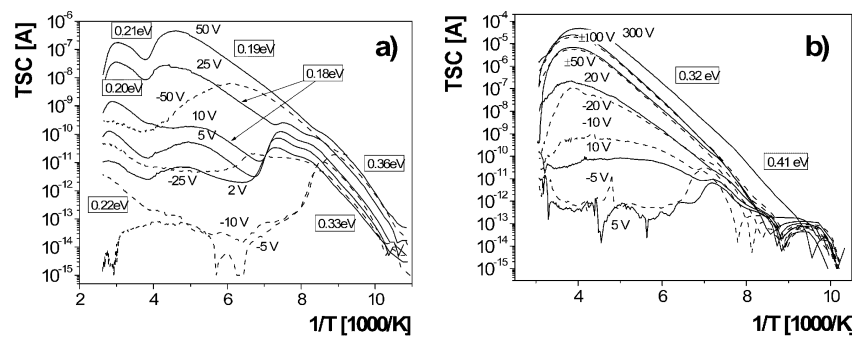 a)
TSC [A]
10⁻⁶
10⁻⁷
10⁻⁸
10⁻⁹
10⁻¹⁰
10⁻¹¹
10⁻¹²
10⁻¹³
10⁻¹⁴
10⁻¹⁵
0.21eV
50 V
0.19eV
25 V
0.18eV
0.20eV
-50 V
10 V
5 V
-25 V
2 V
0.36eV
0.22eV
0.33eV
-10 V
-5 V
2 4 6 8 10
1/T [1000/K]
b)
TSC [A]
10⁻⁴
10⁻⁵
10⁻⁶
10⁻⁷
10⁻⁸
10⁻⁹
10⁻¹⁰
10⁻¹¹
10⁻¹²
10⁻¹³
10⁻¹⁴
10⁻¹⁵
±100 V 300 V
±50 V
0.32 eV
20 V
-20 V
-10 V
10 V
0.41 eV
-5 V
5 V
4 6 8 10
1/T [1000/K]